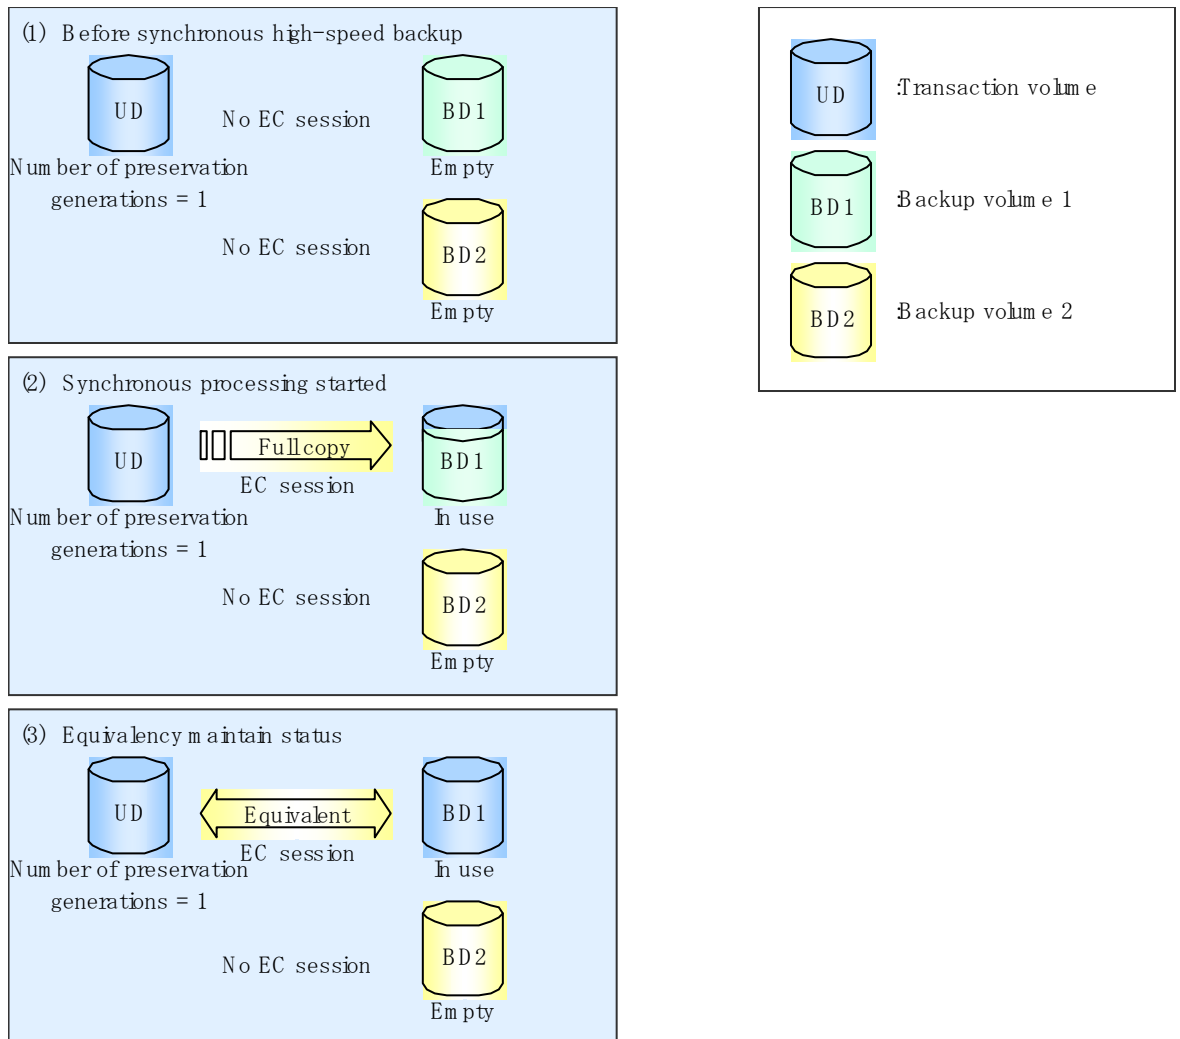 (1) Before synchronous high-speed backup
UD
No EC session
BD1
Number of preservation
generations = 1
Empty
No EC session
BD2
Empty
(2) Synchronous processing started
UD
Full copy
EC session
BD1
Number of preservation
generations = 1
In use
No EC session
BD2
Empty
(3) Equivalency maintain status
UD
Equivalent
EC session
BD1
Number of preservation
generations = 1
In use
No EC session
BD2
Empty
UD
:Transaction volume
BD1
:Backup volume 1
BD2
:Backup volume 2